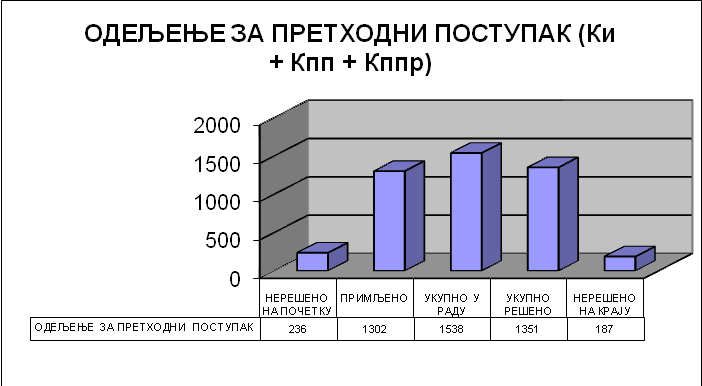 ОДЕЉЕЊЕ ЗА ПРЕТХОДНИ ПОСТУПАК (Ки
+ Кпп + Кппр)
2000
1500
1000
500
0
НЕРЕШЕНО НА ПОЧЕТКУ
ПРИМЉЕНО
УКУПНО У РАДУ
УКУПНО РЕШЕНО
НЕРЕШЕНО НА КРАЈУ
ОДЕЉЕЊЕ ЗА ПРЕТХОДНИ ПОСТУПАК 236 1302 1538 1351 187